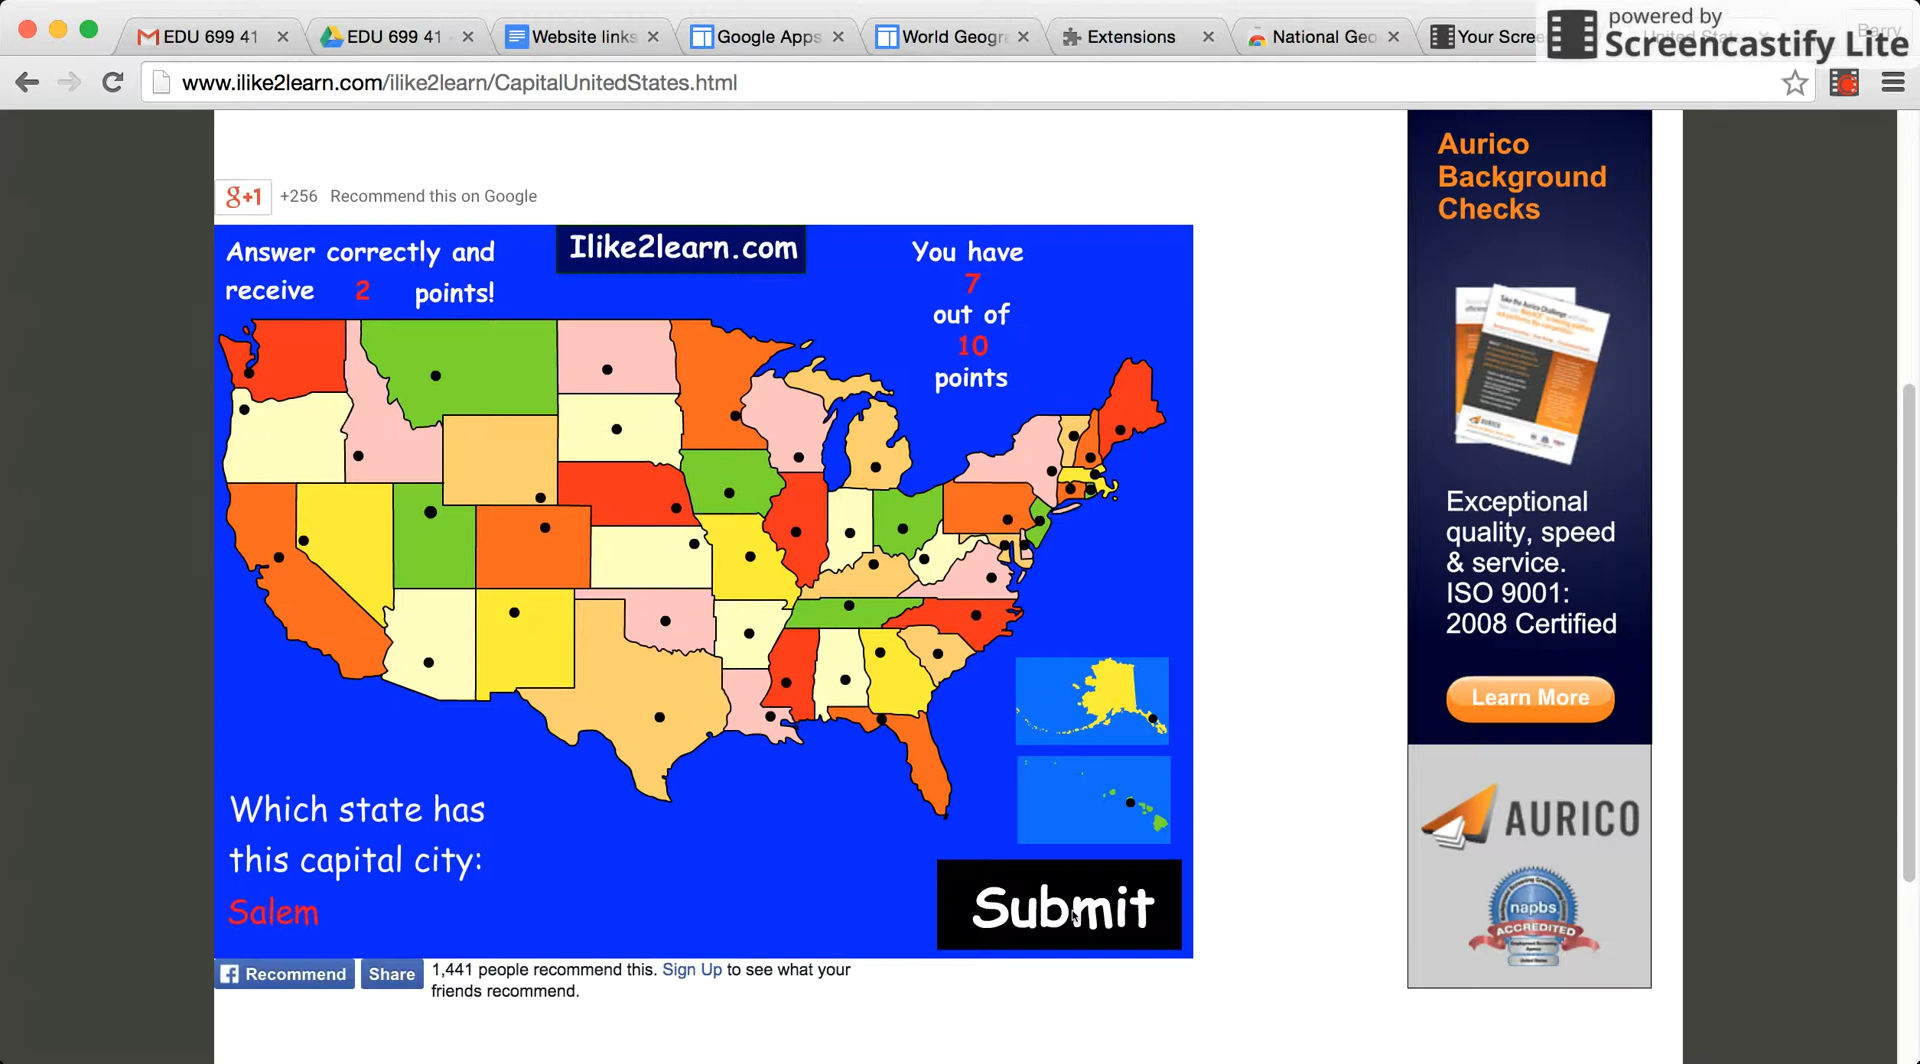 EDU 699 41
EDU 699 41
Website links
Google Apps
World Geogr
Extensions
National Geo
Your Scre
powered by
Screencastify Lite
Barry
www.ilike2learn.com/ilike2learn/CapitalUnitedStates.html
g+1
+256 Recommend this on Google
Answer correctly and
receive 2 points!
Ilike2learn.com
You have
7
out of
10
points
Which state has
this capital city:
Salem
Submit
Recommend
Share
1,441 people recommend this. Sign Up to see what your
friends recommend.
Aurico
Background
Checks
Exceptional
quality, speed
& service.
ISO 9001:
2008 Certified
Learn More
AURICO
napbs
ACCREDITED